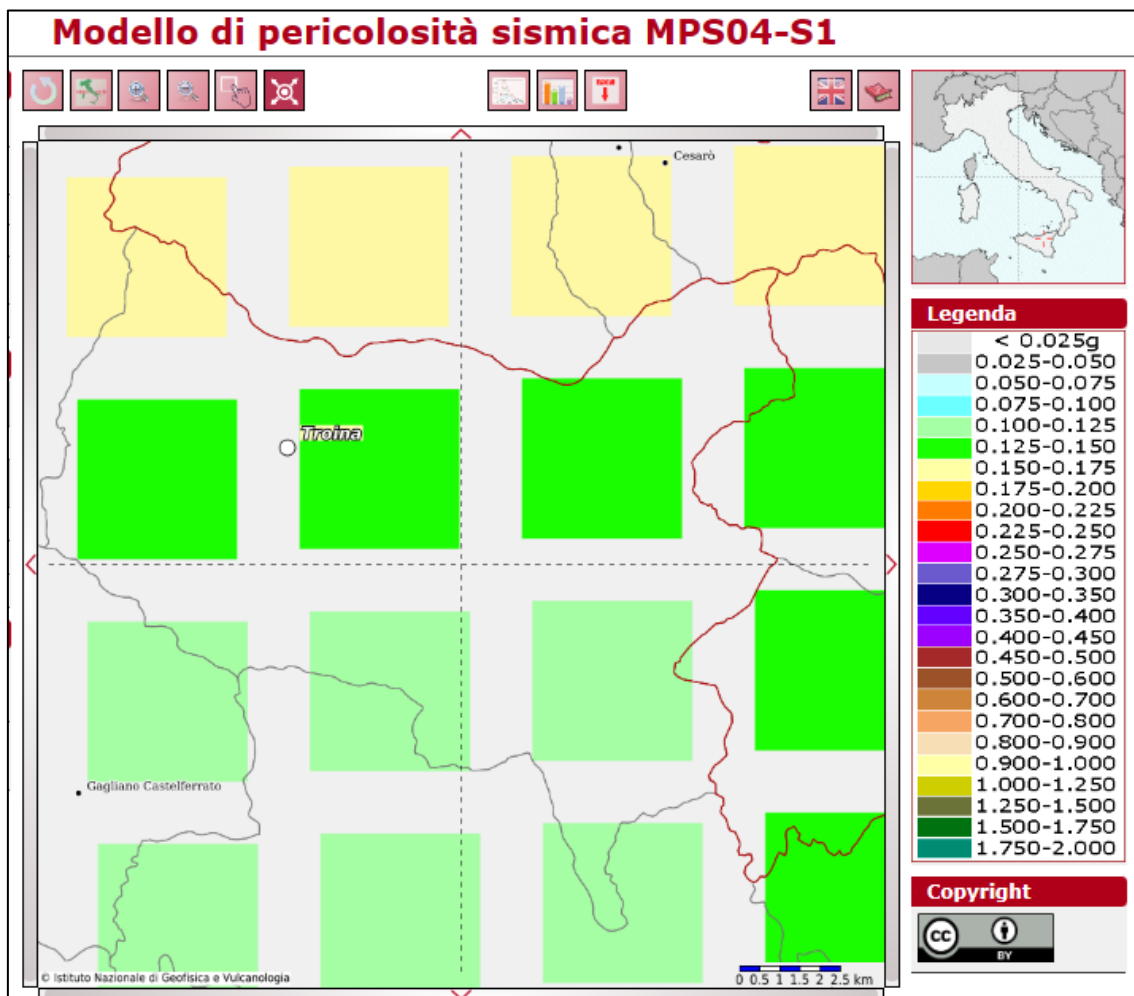 Modello di pericolosità sismica MPS04-S1
Cesarò
Troina
Gagliano Castelferrato
© Istituto Nazionale di Geofisica e Vulcanologia
0 0.5 1 1.5 2 2.5 km
Legenda
< 0.025g
0.025-0.050
0.050-0.075
0.075-0.100
0.100-0.125
0.125-0.150
0.150-0.175
0.175-0.200
0.200-0.225
0.225-0.250
0.250-0.275
0.275-0.300
0.300-0.350
0.350-0.400
0.400-0.450
0.450-0.500
0.500-0.600
0.600-0.700
0.700-0.800
0.800-0.900
0.900-1.000
1.000-1.250
1.250-1.500
1.500-1.750
1.750-2.000
Copyright
cc
BY